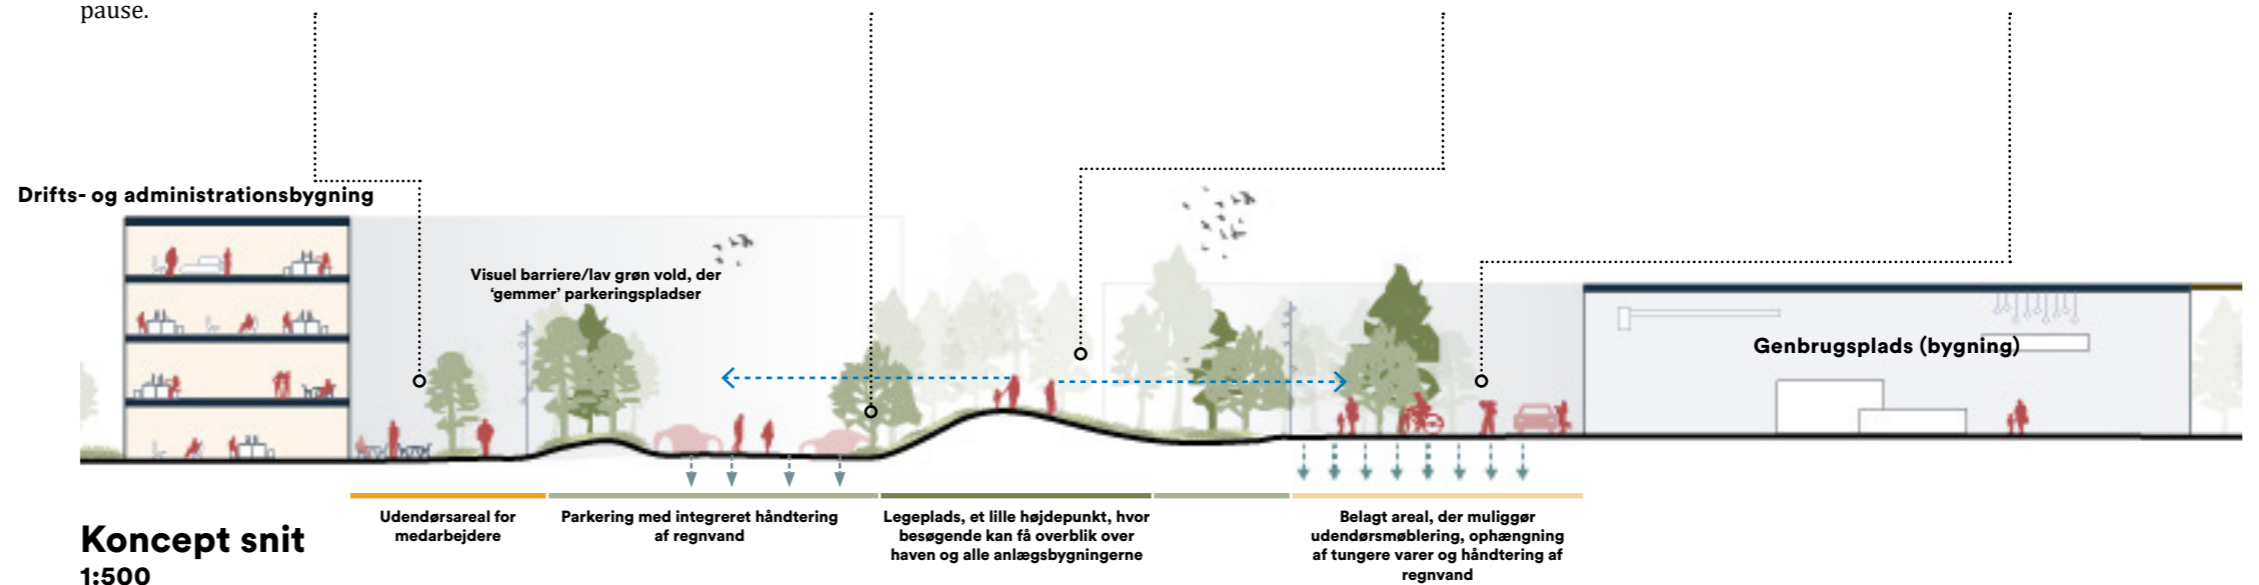 pause.
Drifts- og administrationsbygning
Visuel barriere/lav grøn vold, der
‘gemmer’ parkeringspladser
Genbrugsplads (bygning)
Udendørsareal for
medarbejdere
Parkering med integreret håndtering
af regnvand
Legeplads, et lille højdepunkt, hvor
besøgende kan få overblik over
haven og alle anlægsbygningerne
Belagt areal, der muliggør
udendørsmøblering, ophængning
af tungere varer og håndtering af
regnvand
Koncept snit
1:500